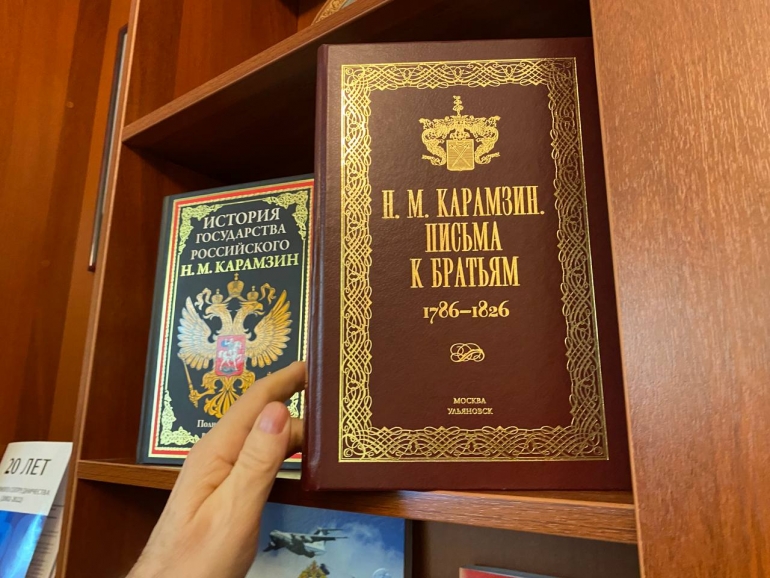 ИСТОРИЯ
ГОСУДАРСТВА
РОССИЙСКОГО
Н. М. КАРАМЗИН
Н. М. КАРАМЗИН.
ПИСЬМА
К БРАТЬЯМ
1786–1826
МОСКВА
УЛЬЯНОВСК
20 ЛЕТ